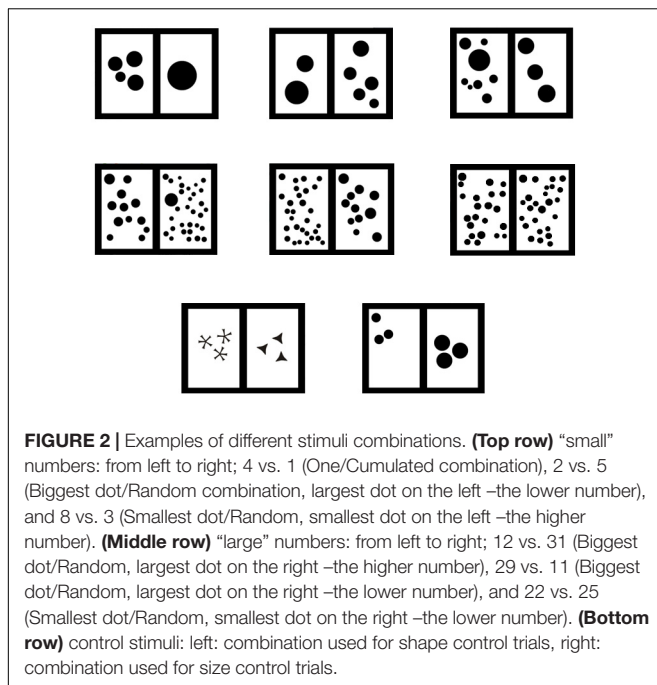 FIGURE 2 | Examples of different stimuli combinations. (Top row) “small”
numbers: from left to right; 4 vs. 1 (One/Cumulated combination), 2 vs. 5
(Biggest dot/Random combination, largest dot on the left –the lower number),
and 8 vs. 3 (Smallest dot/Random, smallest dot on the left –the higher
number). (Middle row) “large” numbers: from left to right; 12 vs. 31 (Biggest
dot/Random, largest dot on the right –the higher number), 29 vs. 11 (Biggest
dot/Random, largest dot on the right –the lower number), and 22 vs. 25
(Smallest dot/Random, smallest dot on the right –the lower number). (Bottom
row) control stimuli: left: combination used for shape control trials, right:
combination used for size control trials.